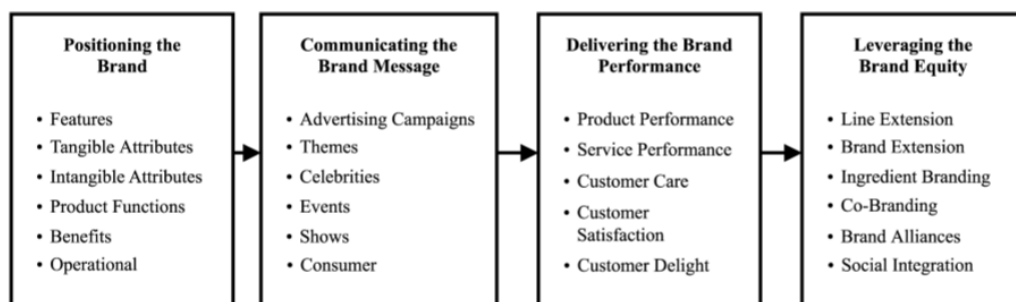 Positioning the
Brand
• Features
• Tangible Attributes
• Intangible Attributes
• Product Functions
• Benefits
• Operational
Communicating the
Brand Message
• Advertising Campaigns
• Themes
• Celebrities
• Events
• Shows
• Consumer
Delivering the Brand
Performance
• Product Performance
• Service Performance
• Customer Care
• Customer
Satisfaction
• Customer Delight
Leveraging the
Brand Equity
• Line Extension
• Brand Extension
• Ingredient Branding
• Co-Branding
• Brand Alliances
• Social Integration